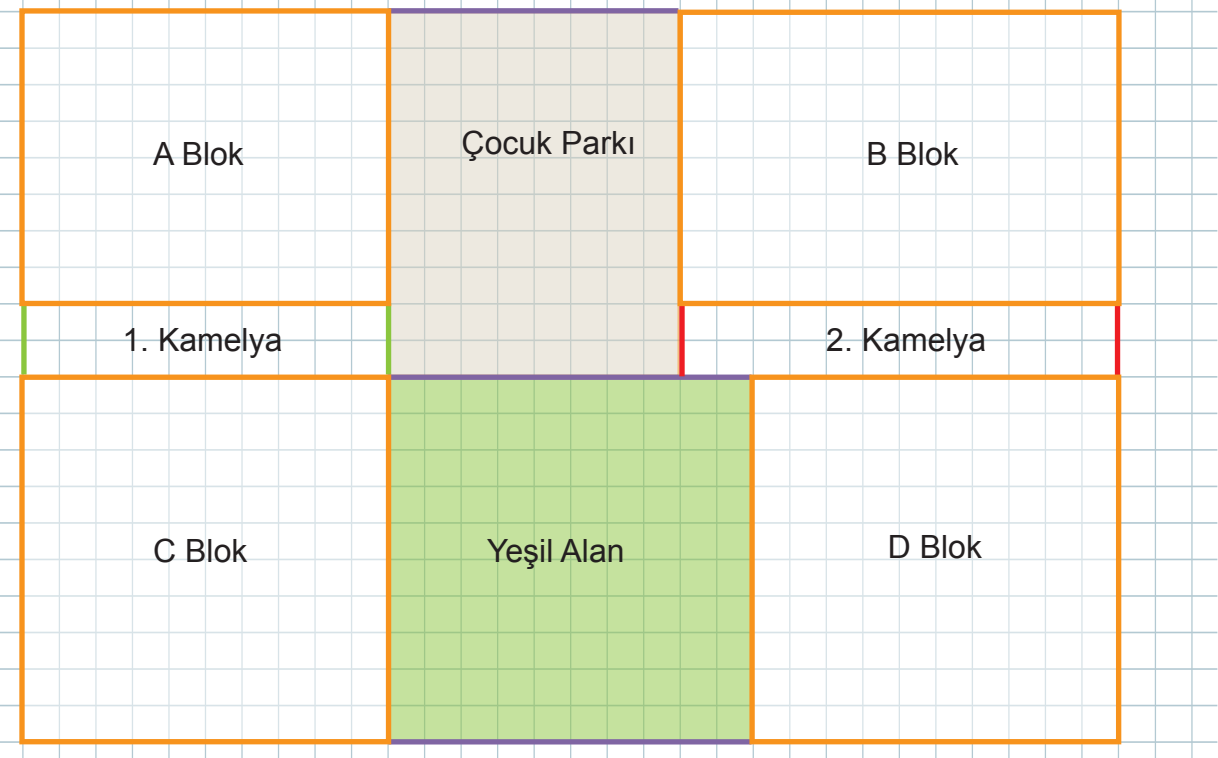 A Blok
Çocuk Parkı
B Blok
1. Kamelya
2. Kamelya
C Blok
Yeşil Alan
D Blok